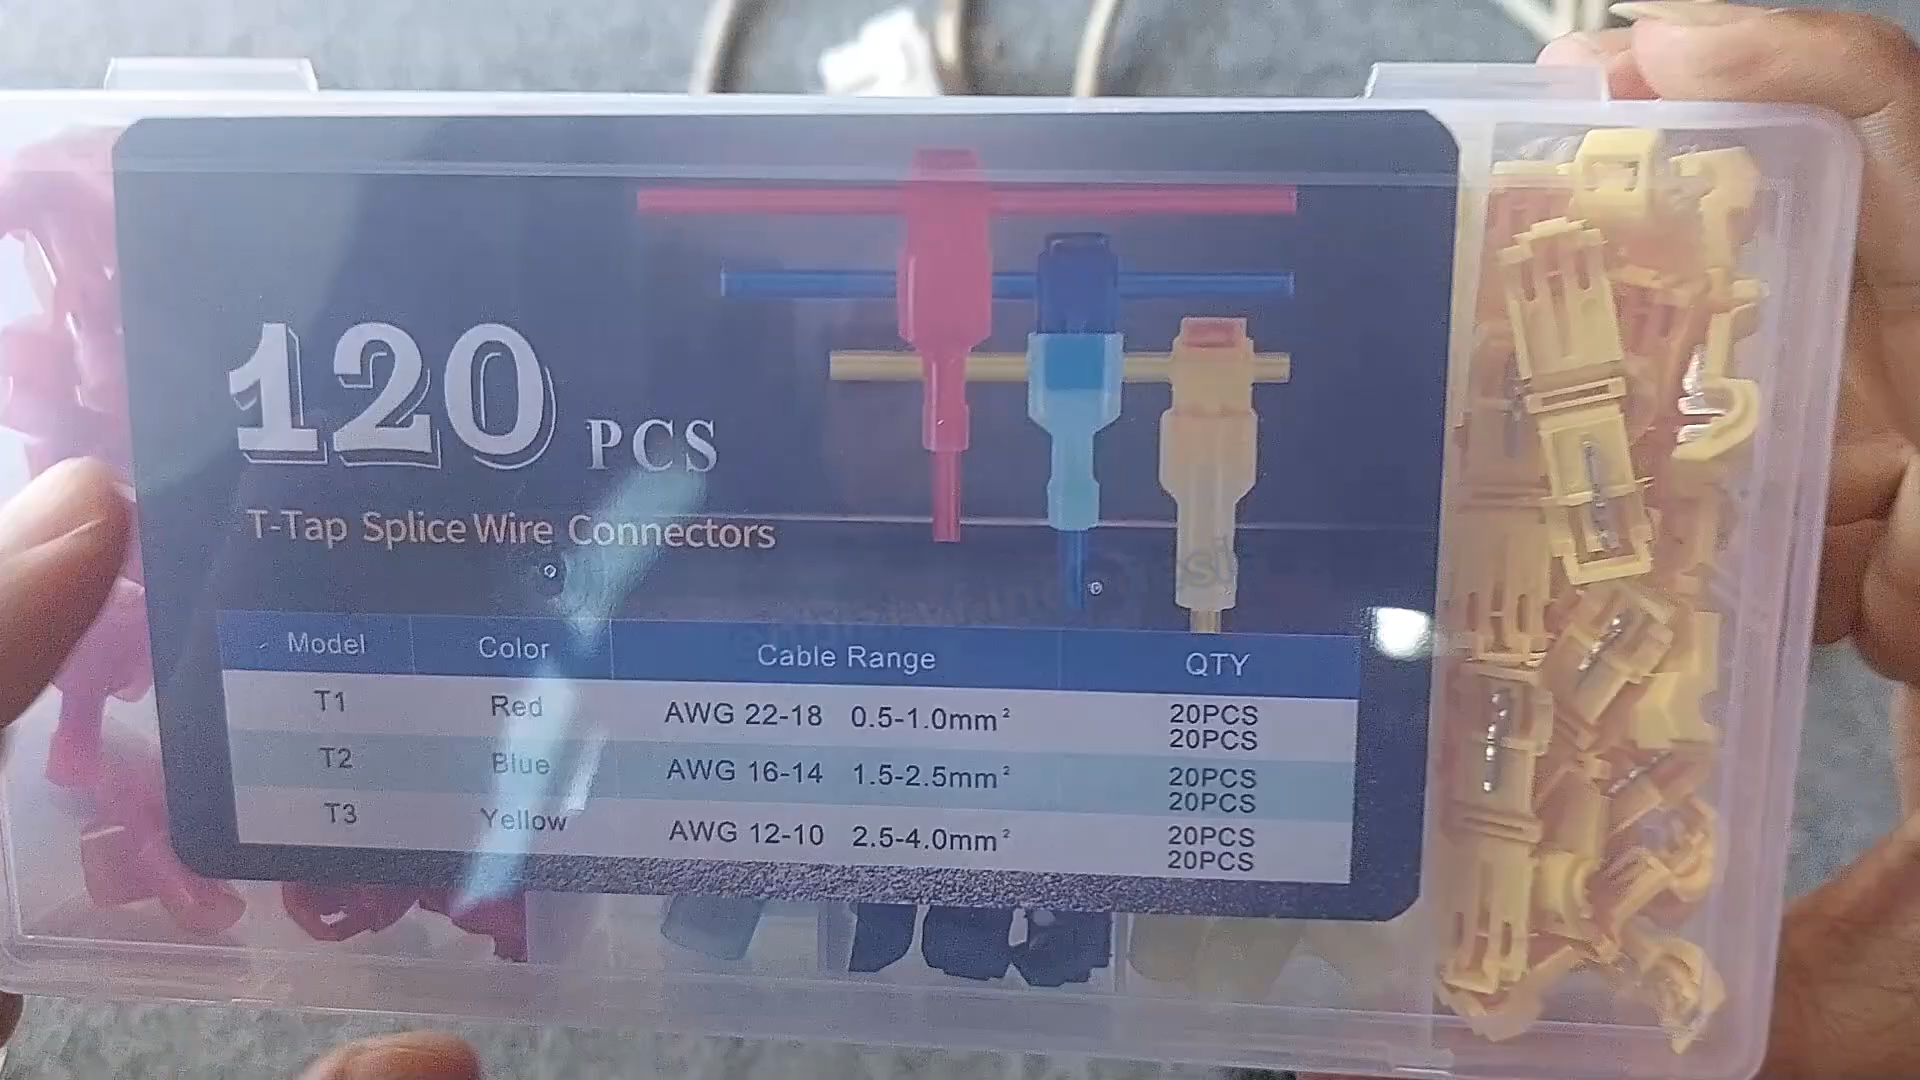 120 PCS
T-Tap Splice Wire Connectors
Model Color Cable Range QTY
T1 Red AWG 22-18 0.5-1.0mm² 20PCS
20PCS
T2 Blue AWG 16-14 1.5-2.5mm² 20PCS
20PCS
T3 Yellow AWG 12-10 2.5-4.0mm² 20PCS
20PCS